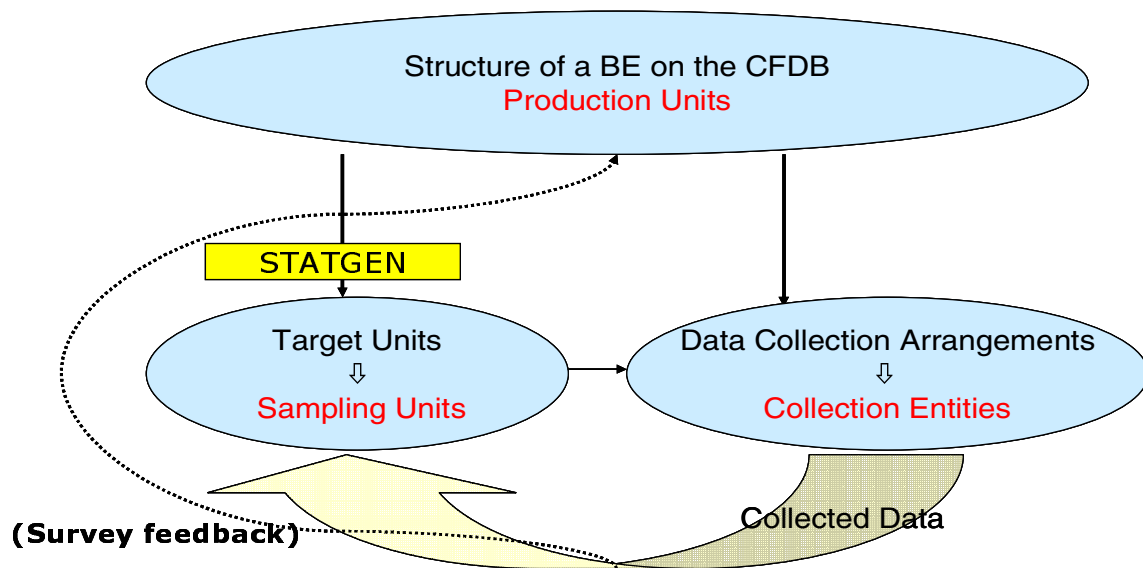 Structure of a BE on the CFDB
Production Units
STATGEN
Target Units
⇩
Sampling Units
Data Collection Arrangements
⇩
Collection Entities
(Survey feedback)
Collected Data